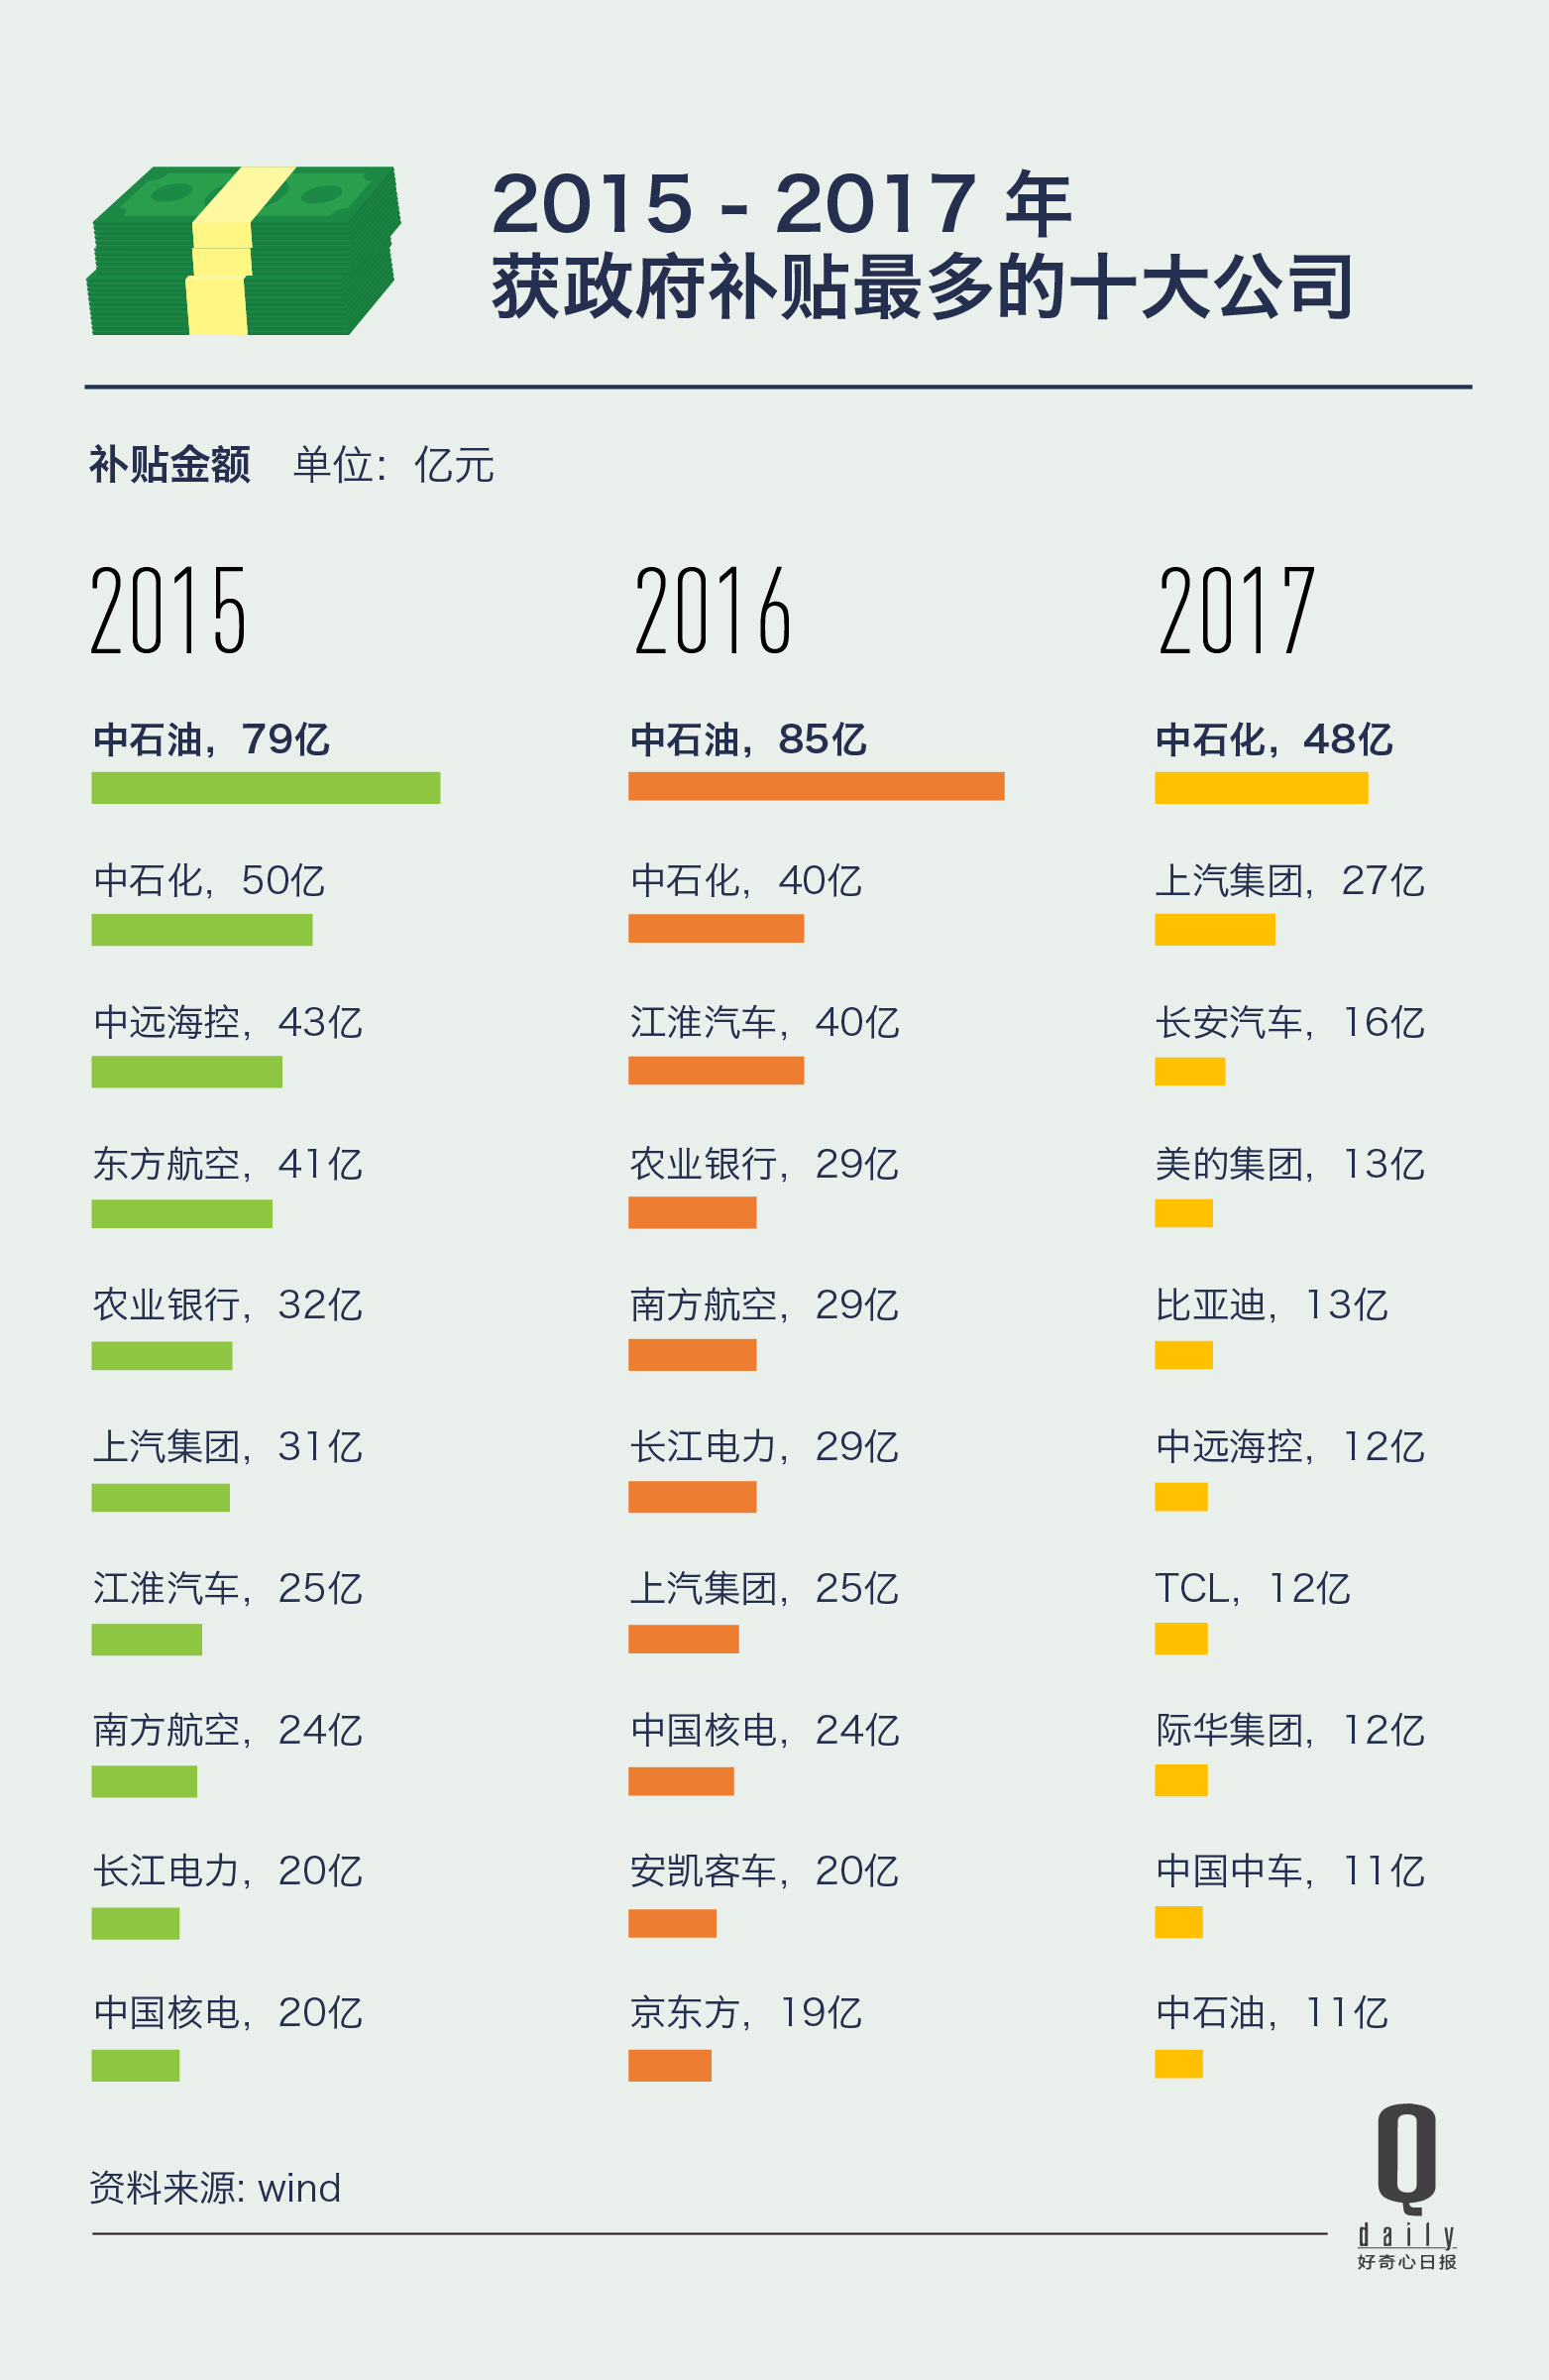 2015 - 2017 年
获政府补贴最多的十大公司
补贴金额 单位：亿元
2015
中石油，79亿
中石化，50亿
中远海控，43亿
东方航空，41亿
农业银行，32亿
上汽集团，31亿
江淮汽车，25亿
南方航空，24亿
长江电力，20亿
中国核电，20亿
2016
中石油，85亿
中石化，40亿
江淮汽车，40亿
农业银行，29亿
南方航空，29亿
长江电力，29亿
上汽集团，25亿
中国核电，24亿
安凯客车，20亿
京东方，19亿
2017
中石化，48亿
上汽集团，27亿
长安汽车，16亿
美的集团，13亿
比亚迪，13亿
中远海控，12亿
TCL，12亿
际华集团，12亿
中国中车，11亿
中石油，11亿
资料来源: wind
Q
daily
好奇心日报